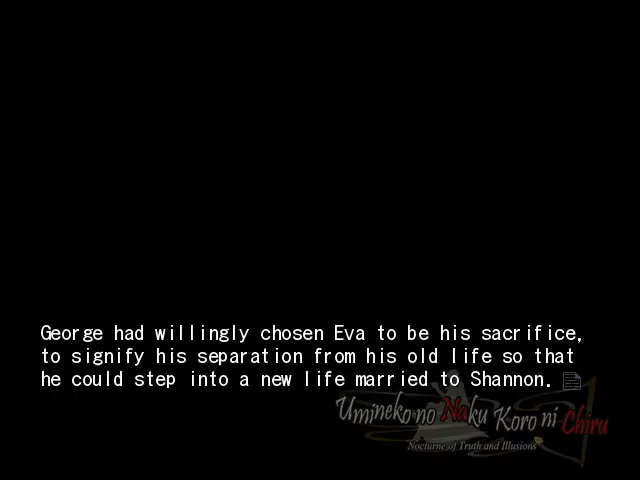 George had willingly chosen Eva to be his sacrifice,
to signify his separation from his old life so that
he could step into a new life married to Shannon.
Umineko no Naku Koro ni Chiru
Nocturne of Truth and Illusions